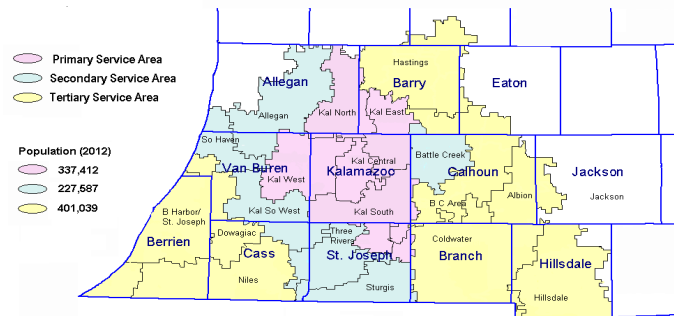 Primary Service Area
Secondary Service Area
Tertiary Service Area
Population (2012)
337,412
227,587
401,039
Allegan
Allegan
Kal North
Hastings
Barry
Kal East
Eaton
So Haven
Van Buren
Kal West
Kal So West
Kal Central
Kalamazoo
Kal South
Battle Creek
Calhoun
B C Area
Albion
Jackson
Jackson
B Harbor/
St. Joseph
Berrien
Dowagiac
Cass
Niles
Three
Rivers
St. Joseph
Sturgis
Coldwater
Branch
Hillsdale
Hillsdale